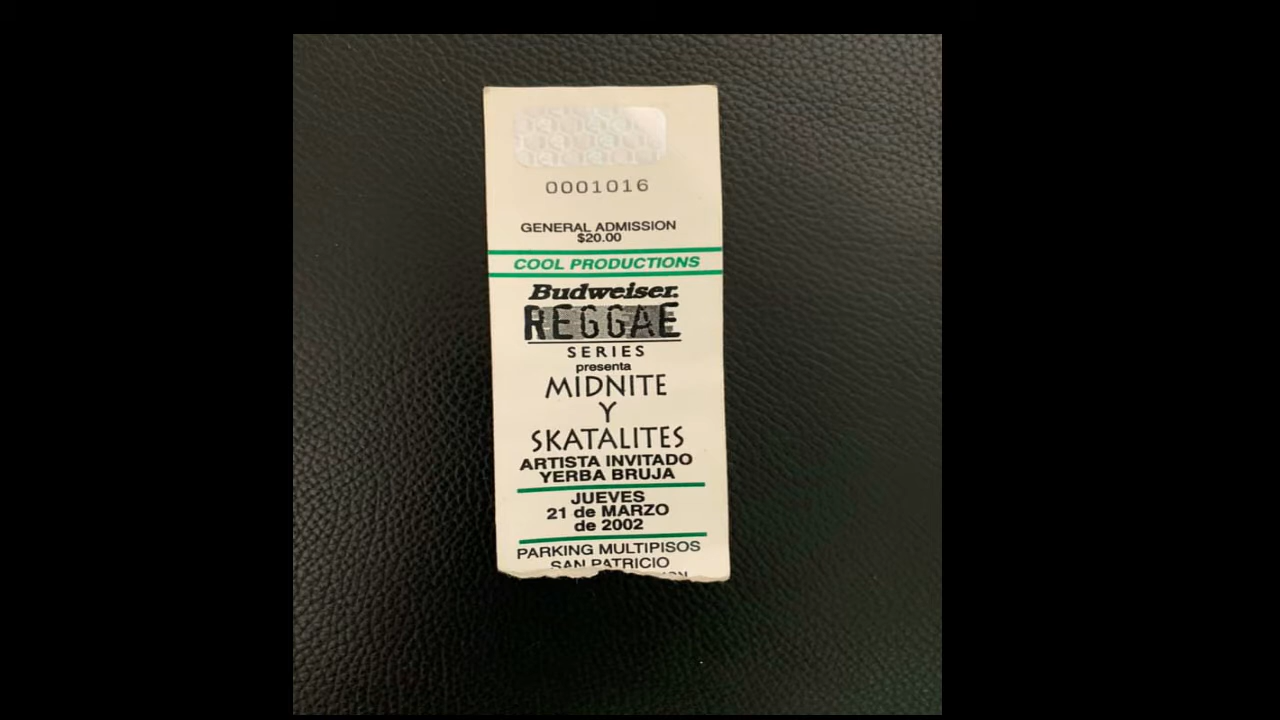 0001016
GENERAL ADMISSION
$20.00
COOL PRODUCTIONS
Budweiser.
REGGAE
SERIES
presenta
MIDNITE
Y
SKATALITES
ARTISTA INVITADO
YERBA BRUJA
JUEVES
21 de MARZO
de 2002
PARKING MULTIPISOS
SAN PATRICIO